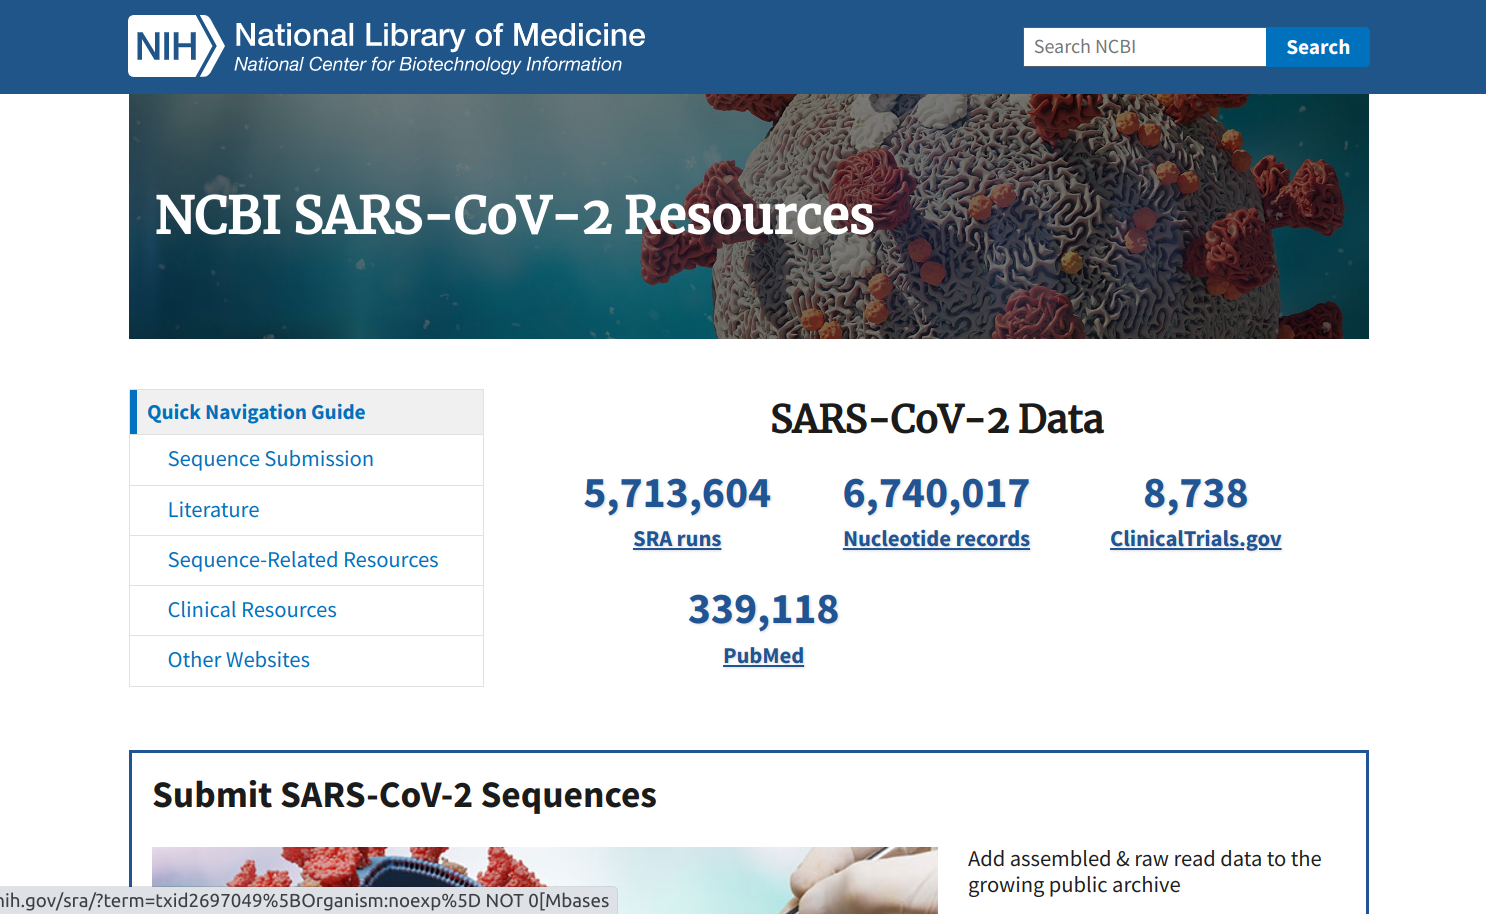 NIH National Library of Medicine
National Center for Biotechnology Information
Search NCBI
Search
NCBI SARS-CoV-2 Resources
Quick Navigation Guide
Sequence Submission
Literature
Sequence-Related Resources
Clinical Resources
Other Websites
SARS-CoV-2 Data
5,713,604
SRA runs
6,740,017
Nucleotide records
8,738
ClinicalTrials.gov
339,118
PubMed
Submit SARS-CoV-2 Sequences
Add assembled & raw read data to the
growing public archive
nih.gov/sra/?term=txid2697049%5BOrganism:noexp%5D NOT 0[Mbases